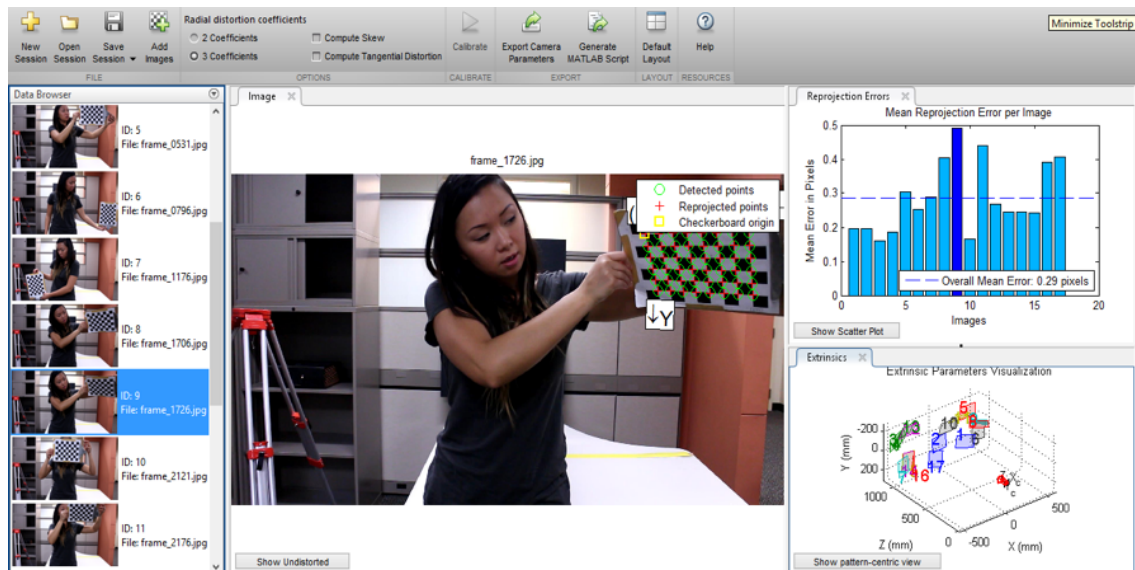 New Session
Open Session
Save Session
Add Images
FILE
Radial distortion coefficients
2 Coefficients
3 Coefficients
Compute Skew
Compute Tangential Distortion
OPTIONS
Calibrate
CALIBRATE
Export Camera Parameters
Generate MATLAB Script
EXPORT
Default Layout
LAYOUT
Help
RESOURCES
Minimize Toolstrip
Data Browser
ID: 5
File: frame_0531.jpg
ID: 6
File: frame_0796.jpg
ID: 7
File: frame_1176.jpg
ID: 8
File: frame_1706.jpg
ID: 9
File: frame_1726.jpg
ID: 10
File: frame_2121.jpg
ID: 11
File: frame_2176.jpg
Image
frame_1726.jpg
Detected points
Reprojected points
Checkerboard origin
↓Y
Show Undistorted
Reprojection Errors
Mean Reprojection Error per Image
Mean Error in Pixels
0.5
0.4
0.3
0.2
0.1
0
Overall Mean Error: 0.29 pixels
0 5 10 15 20
Images
Show Scatter Plot
Extrinsics
Extrinsic Parameters Visualization
Y (mm)
-200
0
200
1000
500
0
Z (mm)
-500
0
500
X (mm)
Show pattern-centric view